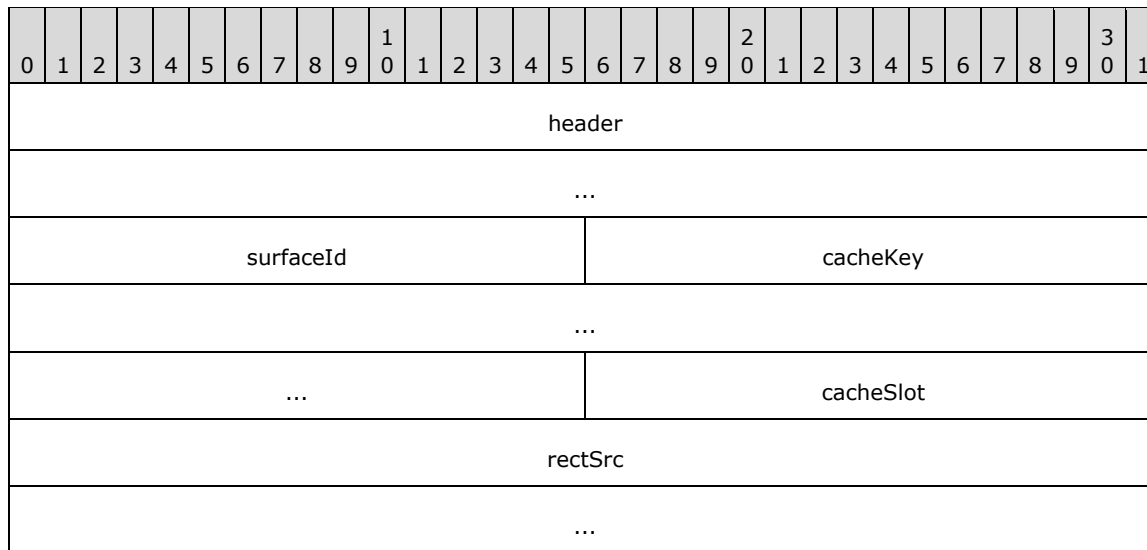 1 2 3
0 1 2 3 4 5 6 7 8 9 0 1 2 3 4 5 6 7 8 9 0 1 2 3 4 5 6 7 8 9 0 1
header
...
surfaceId cacheKey
...
... cacheSlot
rectSrc
...